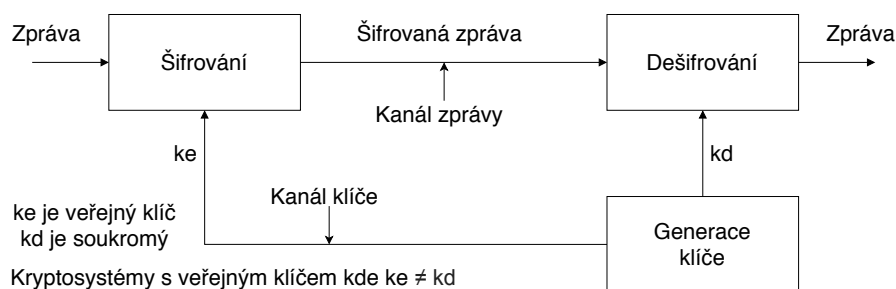 Zpráva
Šifrování
Šifrovaná zpráva
Kanál zprávy
Dešifrování
Zpráva
ke
kd
Kanál klíče
ke je veřejný klíč
kd je soukromý
Generace
klíče
Kryptosystémy s veřejným klíčem kde ke ≠ kd